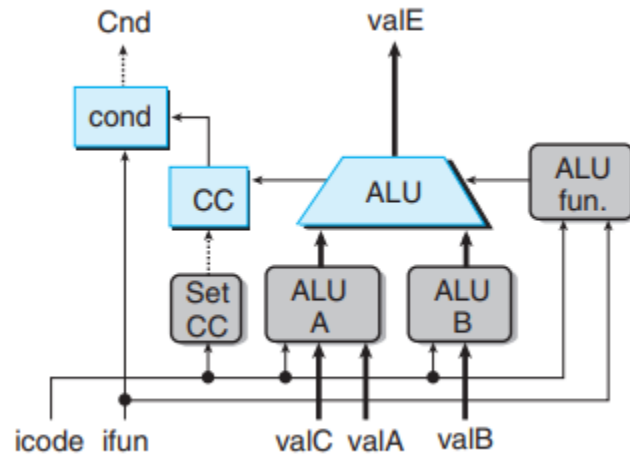 Cnd
valE
cond
CC
ALU
ALU
fun.
Set
CC
ALU
A
ALU
B
icode
ifun
valC
valA
valB